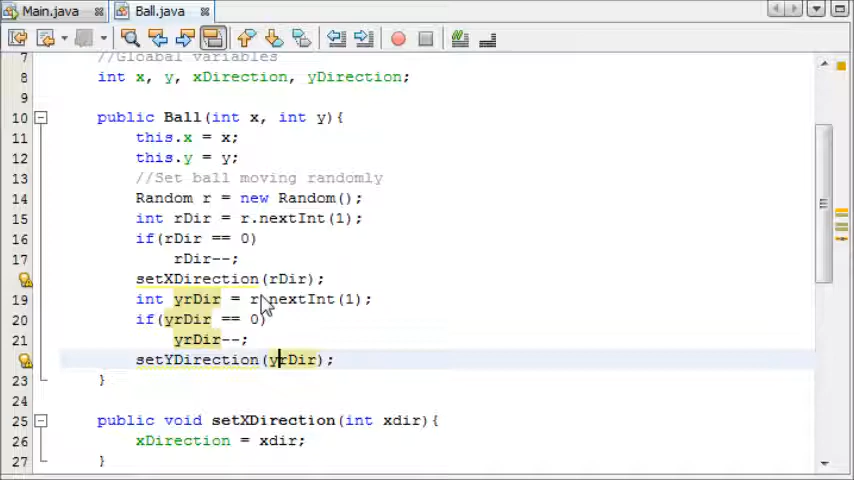 Main.java
Ball.java
7 //Gloabal variables
8 int x, y, xDirection, yDirection;
9
10 public Ball(int x, int y){
11 this.x = x;
12 this.y = y;
13 //Set ball moving randomly
14 Random r = new Random();
15 int rDir = r.nextInt(1);
16 if(rDir == 0)
17 rDir--;
setXDirection(rDir);
19 int yrDir = r.nextInt(1);
20 if(yrDir == 0)
21 yrDir--;
setYDirection(yrDir);
23 }
24
25 public void setXDirection(int xdir){
26 xDirection = xdir;
27 }